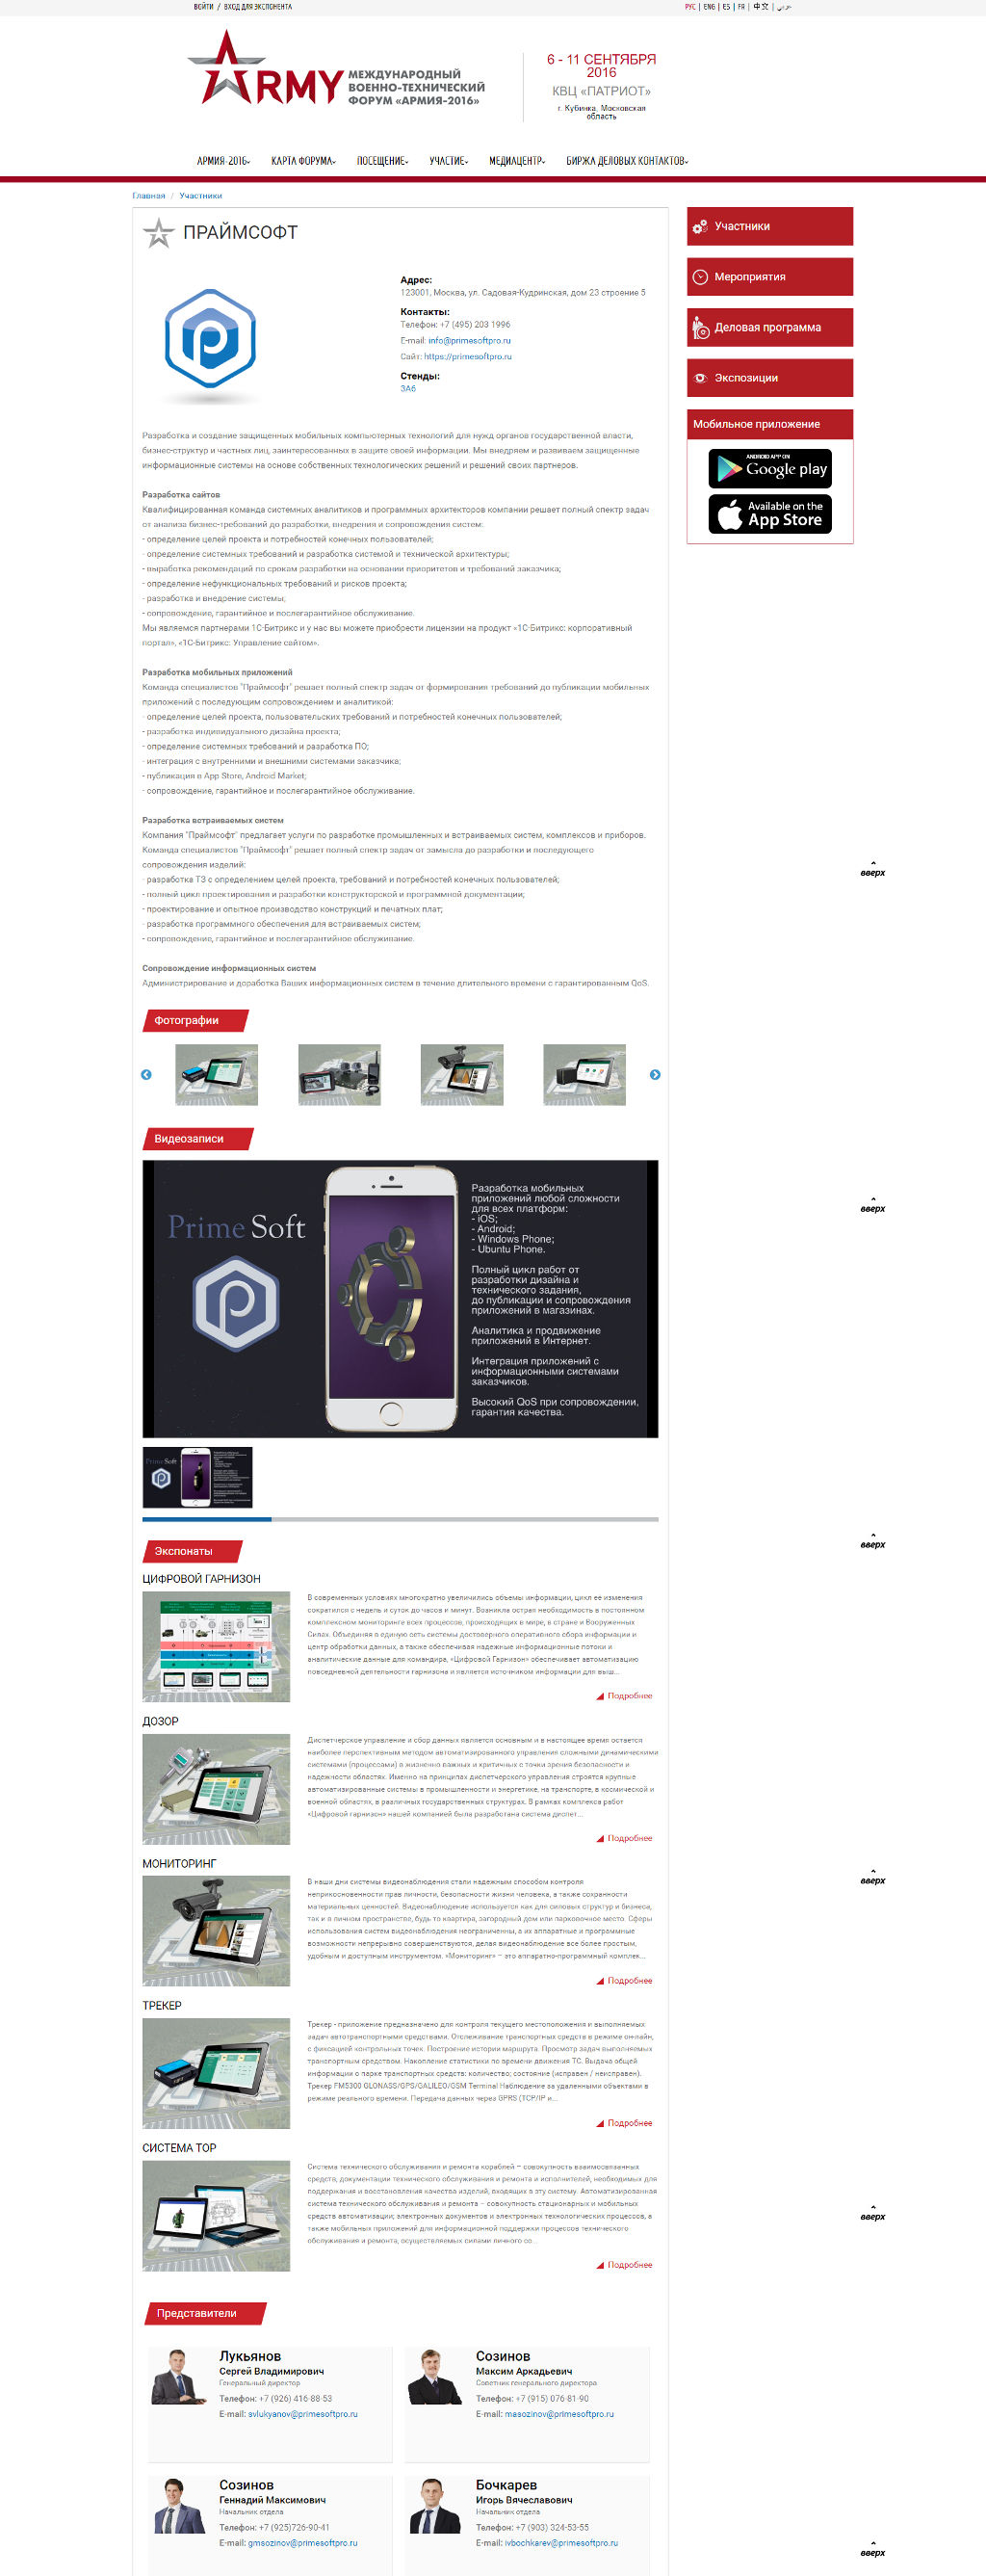 ВОЙТИ / ВХОД ДЛЯ ЭКСПОНЕНТА
РУС | ENG | ES | FR | 中文 | عربي
ARMY
МЕЖДУНАРОДНЫЙ
ВОЕННО-ТЕХНИЧЕСКИЙ
ФОРУМ «АРМИЯ-2016»
6 - 11 СЕНТЯБРЯ
2016
КВЦ «ПАТРИОТ»
г. Кубинка, Московская
область
АРМИЯ-2016
КАРТА ФОРУМА
ПОСЕЩЕНИЕ
УЧАСТИЕ
МЕДИАЦЕНТР
БИРЖА ДЕЛОВЫХ КОНТАКТОВ
Главная / Участники
ПРАЙМСОФТ
Адрес:
123001, Москва, ул. Садовая-Кудринская, дом 23 строение 5
Контакты:
Телефон: +7 (495) 203 1996
E-mail: info@primesoftpro.ru
Сайт: https://primesoftpro.ru
Стенды:
3А6
Участники
Мероприятия
Деловая программа
Экспозиции
Мобильное приложение
ANDROID APP ON
Google play
Available on the
App Store
Разработка и создание защищенных мобильных компьютерных технологий для нужд органов государственной власти,
бизнес-структур и частных лиц, заинтересованных в защите своей информации. Мы внедряем и развиваем защищенные
информационные системы на основе собственных технологических решений и решений своих партнеров.
Разработка сайтов
Квалифицированная команда системных аналитиков и программных архитекторов компании решает полный спектр задач
от анализа бизнес-требований до разработки, внедрения и сопровождения систем:
- определение целей проекта и потребностей конечных пользователей;
- определение системных требований и разработка системой и технической архитектуры;
- выработка рекомендаций по срокам разработки на основании приоритетов и требований заказчика;
- определение нефункциональных требований и рисков проекта;
- разработка и внедрение системы;
- сопровождение, гарантийное и послегарантийное обслуживание.
Мы являемся партнерами 1С-Битрикс и у нас вы можете приобрести лицензии на продукт «1С-Битрикс: корпоративный
портал», «1С-Битрикс: Управление сайтом».
Разработка мобильных приложений
Команда специалистов "Праймсофт" решает полный спектр задач от формирования требований до публикации мобильных
приложений с последующим сопровождением и аналитикой:
- определение целей проекта, пользовательских требований и потребностей конечных пользователей;
- разработка индивидуального дизайна проекта;
- определение системных требований и разработка ПО;
- интеграция с внутренними и внешними системами заказчика;
- публикация в App Store, Android Market;
- сопровождение, гарантийное и послегарантийное обслуживание.
Разработка встраиваемых систем
Компания "Праймсофт" предлагает услуги по разработке промышленных и встраиваемых систем, комплексов и приборов.
Команда специалистов "Праймсофт" решает полный спектр задач от замысла до разработки и последующего
сопровождения изделий:
- разработка ТЗ с определением целей проекта, требований и потребностей конечных пользователей;
- полный цикл проектирования и разработки конструкторской и программной документации;
- проектирование и опытное производство конструкций и печатных плат;
- разработка программного обеспечения для встраиваемых систем;
- сопровождение, гарантийное и послегарантийное обслуживание.
Сопровождение информационных систем
Администрирование и доработка Ваших информационных систем в течение длительного времени с гарантированным QoS.
вверх
Фотографии
Видеозаписи
вверх
Prime Soft
Разработка мобильных
приложений любой сложности
для всех платформ:
- iOS;
- Android;
- Windows Phone;
- Ubuntu Phone.
Полный цикл работ от
разработки дизайна и
технического задания,
до публикации и сопровождения
приложений в магазинах.
Аналитика и продвижение
приложений в Интернет.
Интеграция приложений с
информационными системами
заказчиков.
Высокий QoS при сопровождении,
гарантия качества.
Prime Soft
вверх
Экспонаты
ЦИФРОВОЙ ГАРНИЗОН
В современных условиях многократно увеличились объемы информации, цикл ее изменения
сократился с недель и суток до часов и минут. Возникла острая необходимость в постоянном
комплексном мониторинге всех процессов, происходящих в мире, в стране и Вооруженных
Силах. Объединяя в единую сеть системы достоверного оперативного сбора информации и
центр обработки данных, а также обеспечивая надежные информационные потоки и
аналитические данные для командира, «Цифровой Гарнизон» обеспечивает автоматизацию
повседневной деятельности гарнизона и является источником информации для выш...
Подробнее
ДОЗОР
Диспетчерское управление и сбор данных является основным и в настоящее время остается
наиболее перспективным методом автоматизированного управления сложными динамическими
системами (процессами) в жизненно важных и критичных с точки зрения безопасности и
надежности областях. Именно на принципах диспетчерского управления строятся крупные
автоматизированные системы в промышленности и энергетике, на транспорте, в космической и
военной областях, в различных государственных структурах. В рамках комплекса работ
«Цифровой гарнизон» нашей компанией была разработана система диспет...
Подробнее
МОНИТОРИНГ
В наши дни системы видеонаблюдения стали надежным способом контроля
неприкосновенности прав личности, безопасности жизни человека, а также сохранности
материальных ценностей. Видеонаблюдение используется как для силовых структур и бизнеса,
так и в личном пространстве, будь то квартира, загородный дом или парковочное место. Сферы
использования систем видеонаблюдения неограниченны, а их аппаратные и программные
возможности непрерывно совершенствуются, делая видеонаблюдение все более простым,
удобным и доступным инструментом. «Мониторинг» – это аппаратно-программный комплек...
вверх
Подробнее
ТРЕКЕР
Трекер - приложение предназначено для контроля текущего местоположения и выполняемых
задач автотранспортными средствами. Отслеживание транспортных средств в режиме он-лайн,
с фиксацией контрольных точек. Построение истории маршрута. Просмотр задач выполняемых
транспортным средством. Накопление статистики по времени движения ТС. Выдача общей
информации о парке транспортных средств: количество; состояние (исправен / неисправен).
Трекер FM5300 GLONASS/GPS/GALILEO/GSM Terminal Наблюдение за удаленными объектами в
режиме реального времени. Передача данных через GPRS (TCP/IP и...
Подробнее
СИСТЕМА ТОР
Система технического обслуживания и ремонта кораблей – совокупность взаимосвязанных
средств, документации технического обслуживания и ремонта и исполнителей, необходимых для
поддержания и восстановления качества изделий, входящих в эту систему. Автоматизированная
система технического обслуживания и ремонта – совокупность стационарных и мобильных
средств автоматизации; электронных документов и электронных технологических процессов, а
также мобильных приложений для информационной поддержки процессов технического
обслуживания и ремонта, осуществляемых силами личного со...
вверх
Подробнее
Представители
Лукьянов
Сергей Владимирович
Генеральный директор
Телефон: +7 (926) 416-88-53
E-mail: svlukyanov@primesoftpro.ru
Созинов
Максим Аркадьевич
Советник генерального директора
Телефон: +7 (915) 076-81-90
E-mail: masozinov@primesoftpro.ru
Созинов
Геннадий Максимович
Начальник отдела
Телефон: +7 (925)726-90-41
E-mail: gmsozinov@primesoftpro.ru
Бочкарев
Игорь Вячеславович
Начальник отдела
Телефон: +7 (903) 324-53-55
E-mail: ivbochkarev@primesoftpro.ru
вверх